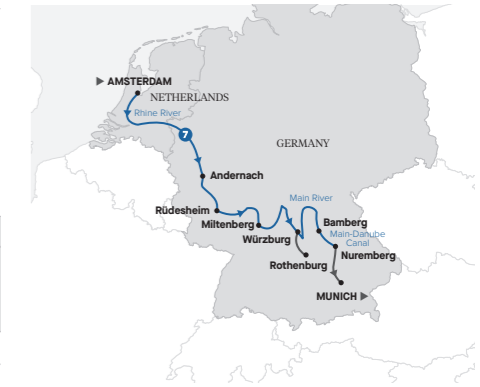 AMSTERDAM
NETHERLANDS
Rhine River
7
GERMANY
Andernach
Main River
Rüdesheim
Miltenberg
Bamberg
Würzburg
Main-Danube
Canal
Nuremberg
Rothenburg
MUNICH